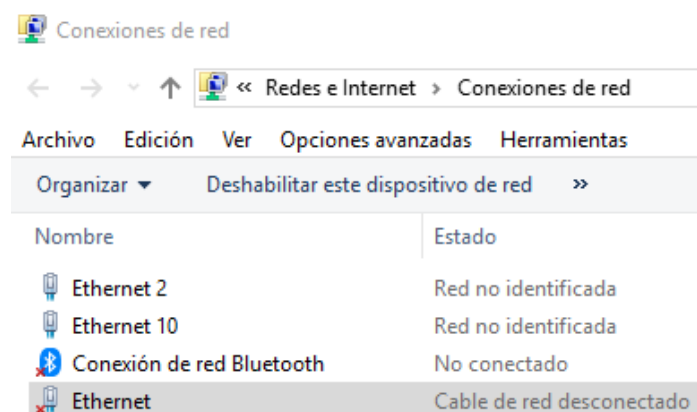 Conexiones de red
« Redes e Internet > Conexiones de red
Archivo Edición Ver Opciones avanzadas Herramientas
Organizar Deshabilitar este dispositivo de red »
Nombre Estado
Ethernet 2 Red no identificada
Ethernet 10 Red no identificada
Conexión de red Bluetooth No conectado
Ethernet Cable de red desconectado